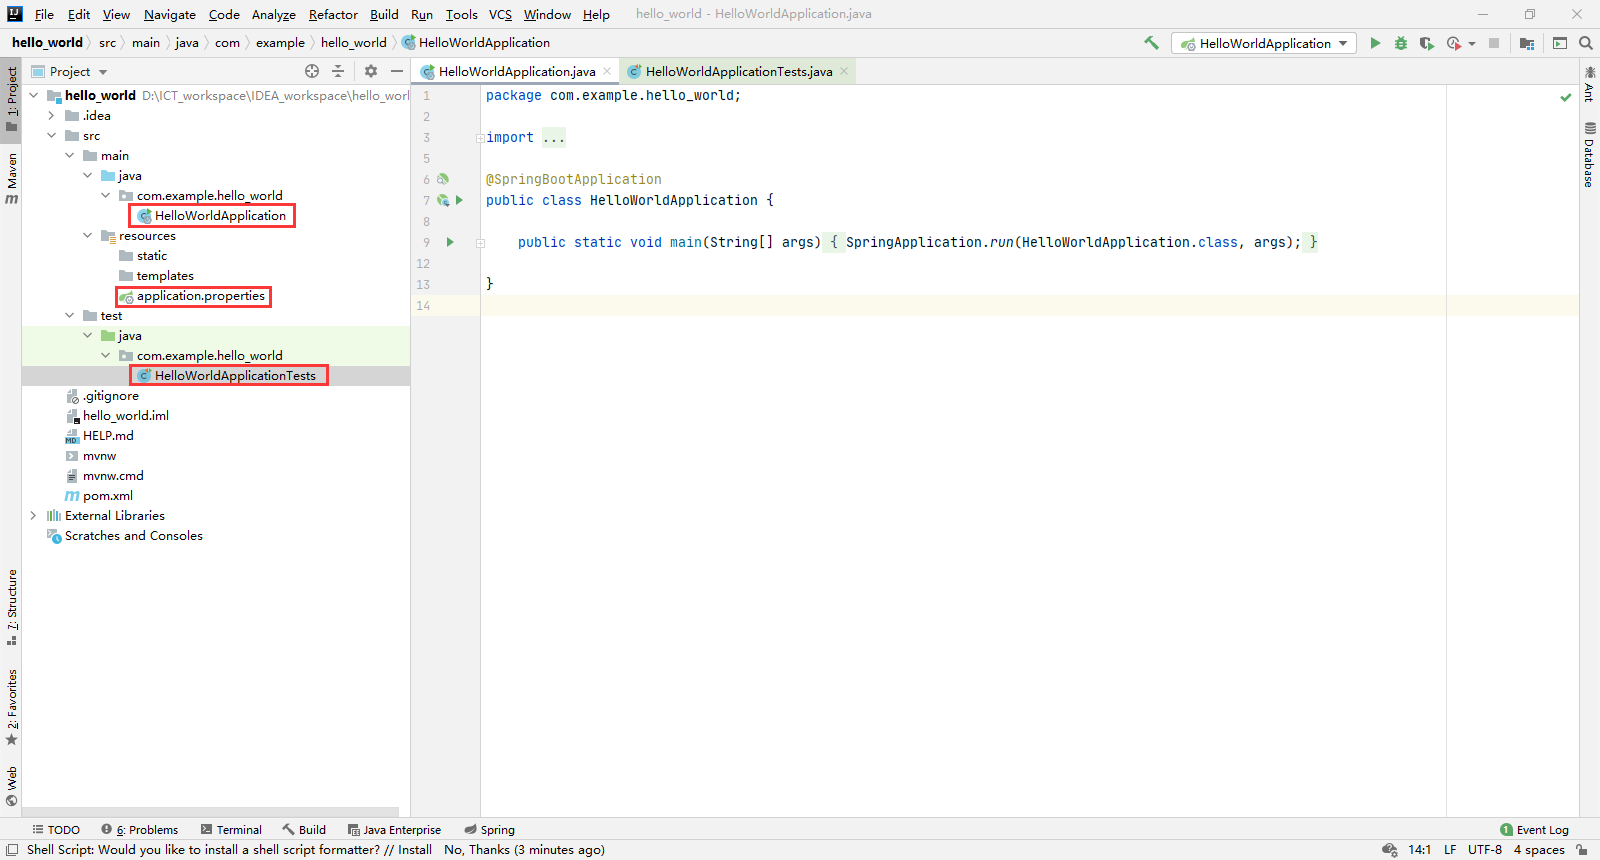 File Edit View Navigate Code Analyze Refactor Build Run Tools VCS Window Help hello_world - HelloWorldApplication.java
hello_world src main java com example hello_world HelloWorldApplication
HelloWorldApplication
1: Project
Maven
7: Structure
2: Favorites
Web
Project
hello_world D:\ICT_workspace\IDEA_workspace\hello_worl
.idea
src
main
java
com.example.hello_world
HelloWorldApplication
resources
static
templates
application.properties
test
java
com.example.hello_world
HelloWorldApplicationTests
.gitignore
hello_world.iml
HELP.md
mvnw
mvnw.cmd
pom.xml
External Libraries
Scratches and Consoles
HelloWorldApplication.java HelloWorldApplicationTests.java
1 package com.example.hello_world;
2
3 import ...
5
6 @SpringBootApplication
7 public class HelloWorldApplication {
8
9 public static void main(String[] args) { SpringApplication.run(HelloWorldApplication.class, args); }
12
13 }
14
Ant
Database
TODO 6: Problems Terminal Build Java Enterprise Spring 1 Event Log
Shell Script: Would you like to install a shell script formatter? // Install No, Thanks (3 minutes ago) 14:1 LF UTF-8 4 spaces